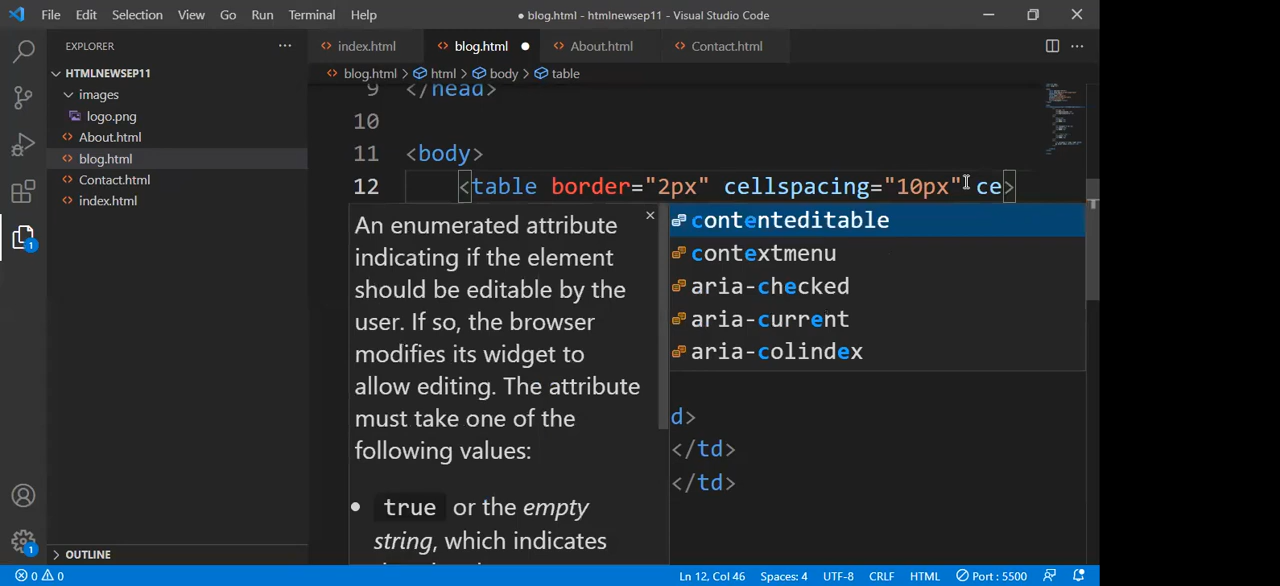 File Edit Selection View Go Run Terminal Help
● blog.html - htmlnewsep11 - Visual Studio Code
EXPLORER
HTMLNEWSEP11
images
logo.png
About.html
blog.html
Contact.html
index.html
OUTLINE
index.html blog.html About.html Contact.html
blog.html > html > body > table
9 </head>
10
11 <body>
12 <table border="2px" cellspacing="10px" ce>
An enumerated attribute
indicating if the element
should be editable by the
user. If so, the browser
modifies its widget to
allow editing. The attribute
must take one of the
following values:
• true or the empty
string, which indicates
contenteditable
contextmenu
aria-checked
aria-current
aria-colindex
d>
</td>
</td>
1
1
0 0
Ln 12, Col 46 Spaces: 4 UTF-8 CRLF HTML Port : 5500